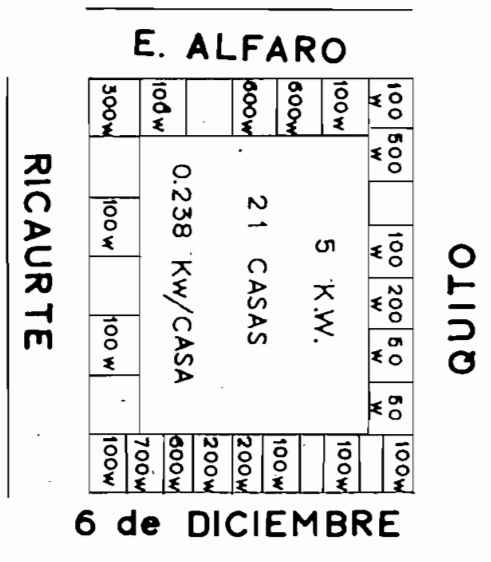 E. ALFARO
300w
100w
600w
600w
100w
100 w
500 w
100 w
200 w
50 w
50 w
QUITO
RICAURTE
100w
100w
5 K.W.
21 CASAS
0.238 KW/CASA
100w
700w
600w
200w
200w
100w
100w
100w
6 de DICIEMBRE